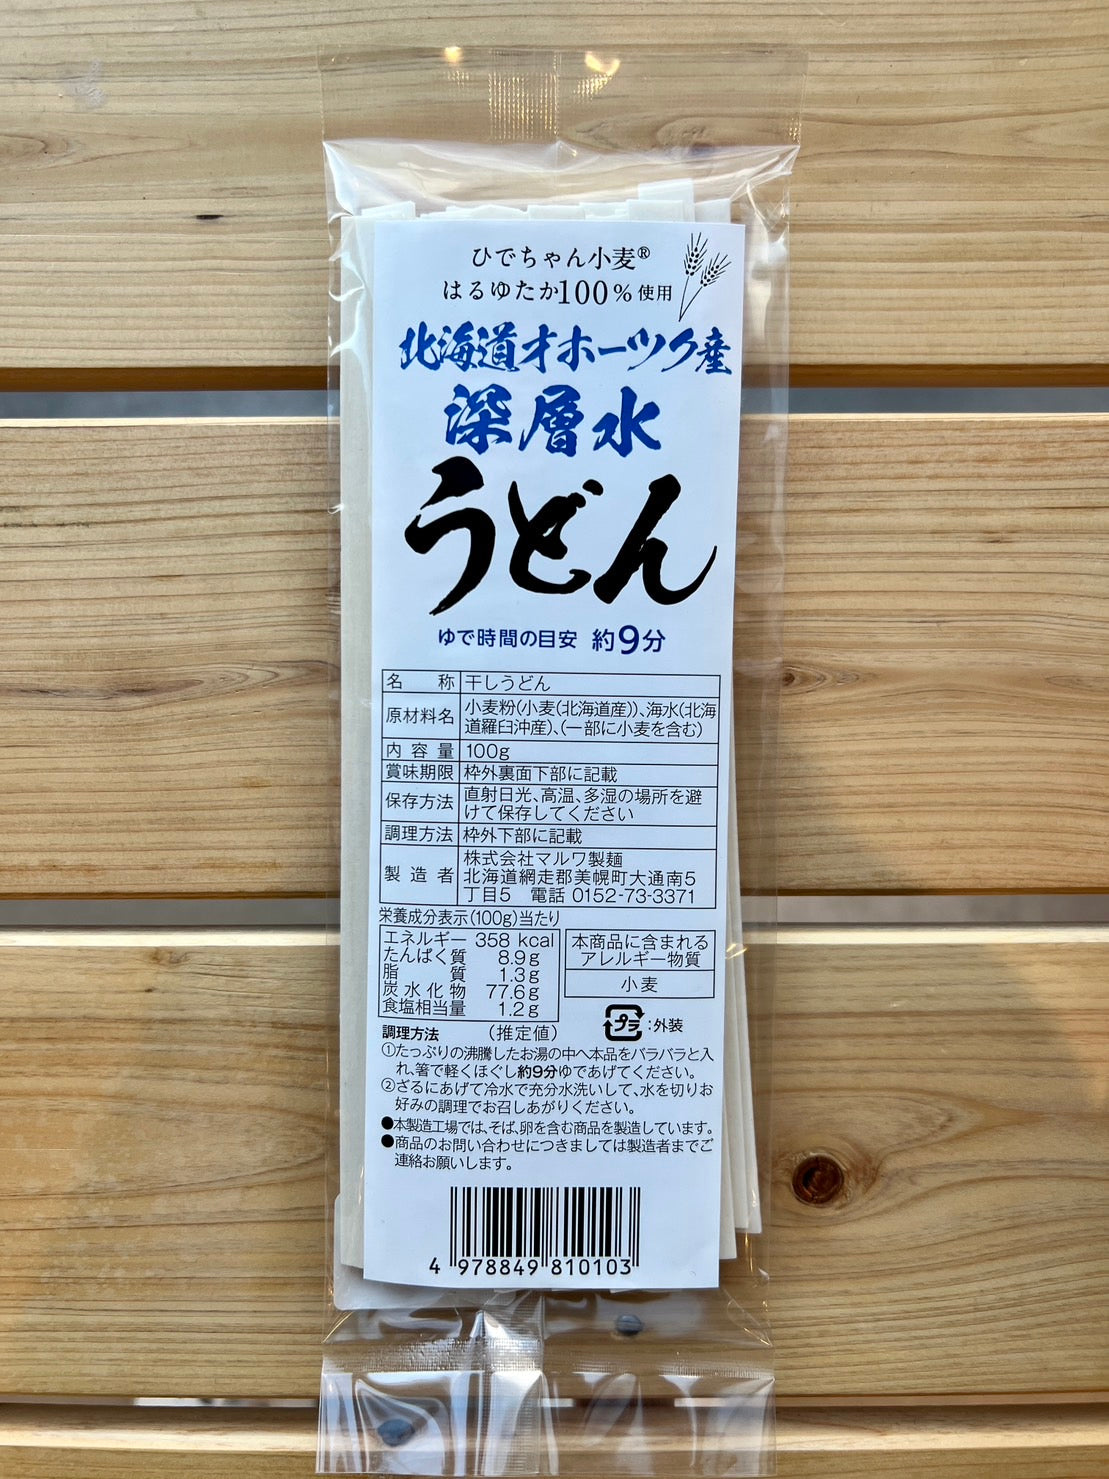 ひでちゃん小麦®
はるゆたか100%使用
北海道オホーツク産
深層水
うどん
ゆで時間の目安 約9分
名称 干しうどん
原材料名 小麦粉(小麦(北海道産))、海水(北海
道羅臼沖産)、(一部に小麦を含む)
内容量 100g
賞味期限 枠外裏面下部に記載
保存方法 直射日光、高温、多湿の場所を避
けて保存してください
調理方法 枠外下部に記載
製造者 株式会社マルワ製麺
北海道網走郡美幌町大通南5
丁目5 電話 0152-73-3371
栄養成分表示(100g)当たり
エネルギー 358 kcal
たんぱく質 8.9g
脂質 1.3g
炭水化物 77.6g
食塩相当量 1.2g
(推定値)
本商品に含まれる
アレルギー物質
小麦
プラ:外装
調理方法
①たっぷりの沸騰したお湯の中へ本品をバラバラと入
れ、箸で軽くほぐし約9分ゆであげてください。
②ざるにあげて冷水で充分水洗いして、水を切りお
好みの調理でお召しあがりください。
●本製造工場では、そば、卵を含む商品を製造しています。
●商品のお問い合わせにつきましては製造者までご
連絡お願いします。
4 978849 810103